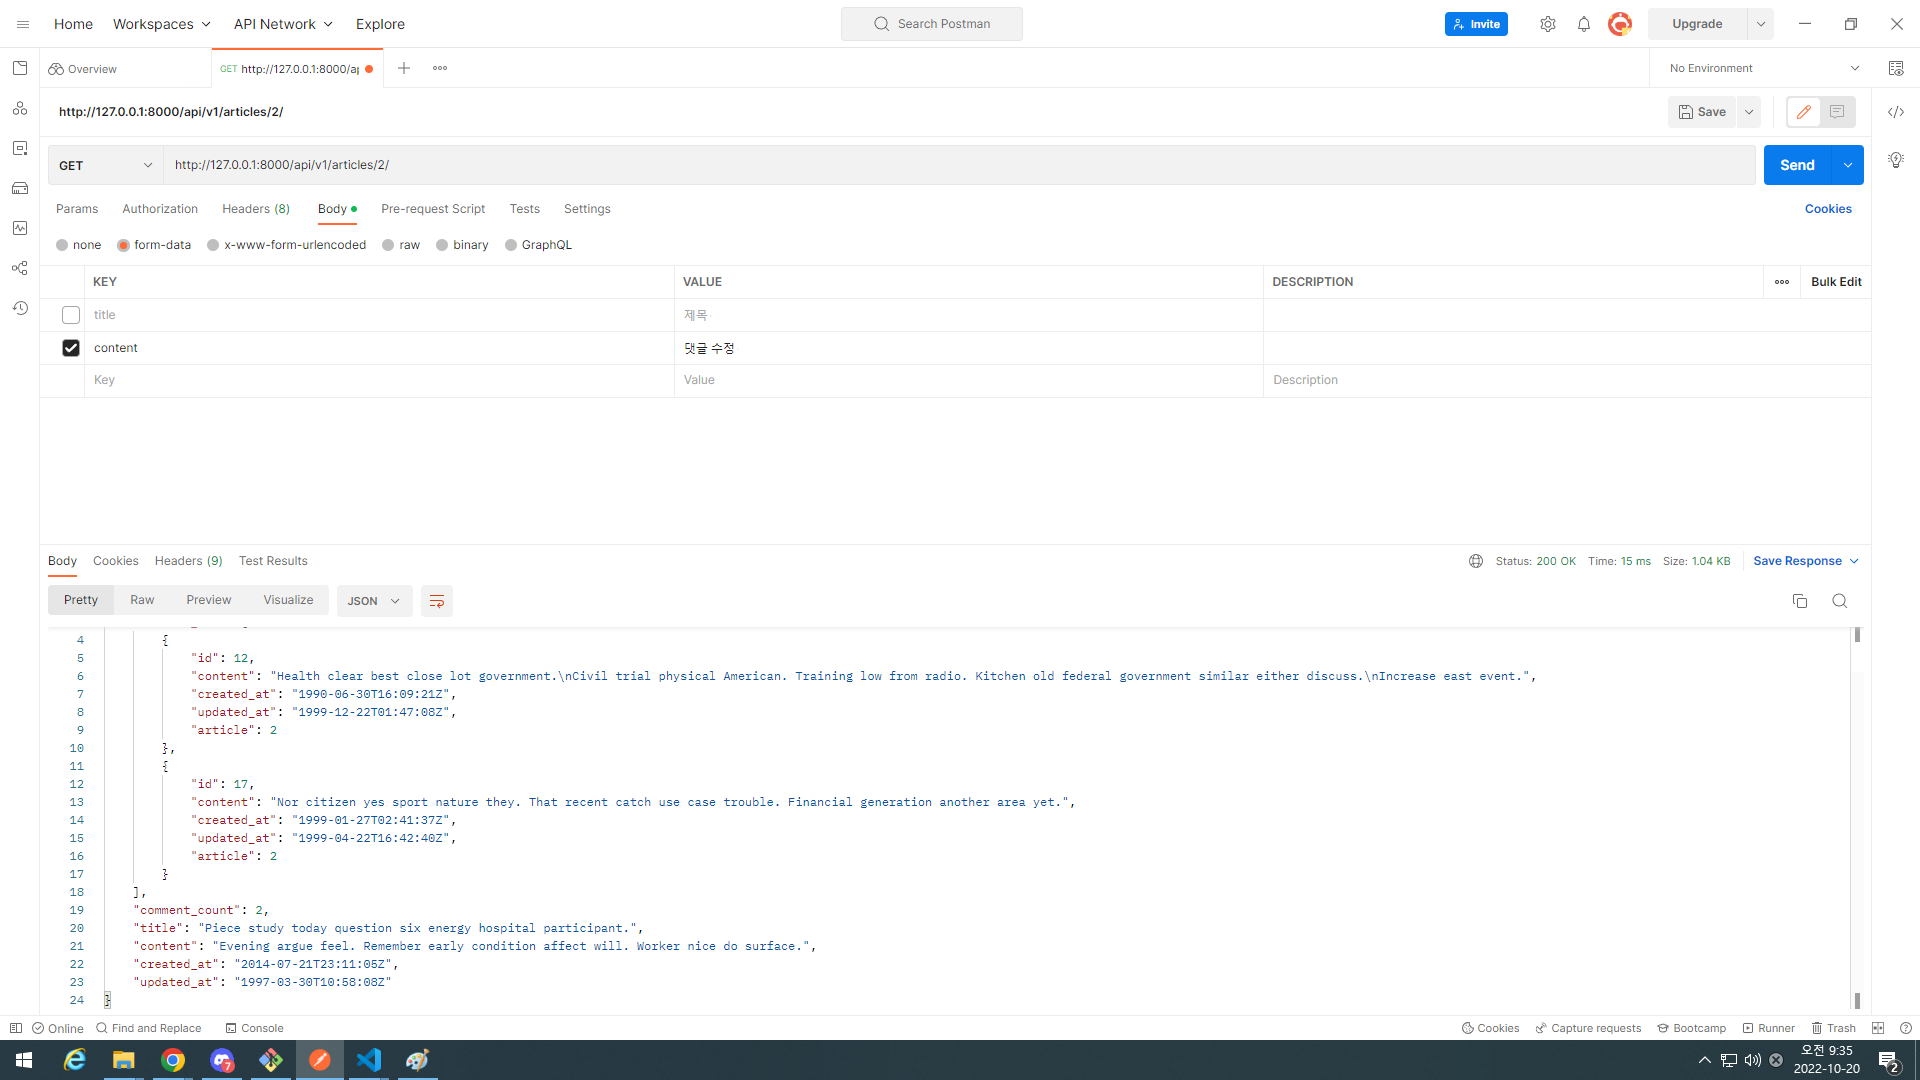 Home Workspaces API Network Explore Search Postman Invite Upgrade
Overview GET http://127.0.0.1:8000/ap No Environment
http://127.0.0.1:8000/api/v1/articles/2/ Save
GET http://127.0.0.1:8000/api/v1/articles/2/ Send
Params Authorization Headers (8) Body Pre-request Script Tests Settings Cookies
none form-data x-www-form-urlencoded raw binary GraphQL
KEY VALUE DESCRIPTION Bulk Edit
title 제목
content 댓글 수정
Key Value Description
Body Cookies Headers (9) Test Results Status: 200 OK Time: 15 ms Size: 1.04 KB Save Response
Pretty Raw Preview Visualize JSON
4 {
5 "id": 12,
6 "content": "Health clear best close lot government.\nCivil trial physical American. Training low from radio. Kitchen old federal government similar either discuss.\nIncrease east event.",
7 "created_at": "1990-06-30T16:09:21Z",
8 "updated_at": "1999-12-22T01:47:08Z",
9 "article": 2
10 },
11 {
12 "id": 17,
13 "content": "Nor citizen yes sport nature they. That recent catch use case trouble. Financial generation another area yet.",
14 "created_at": "1999-01-27T02:41:37Z",
15 "updated_at": "1999-04-22T16:42:40Z",
16 "article": 2
17 }
18 ],
19 "comment_count": 2,
20 "title": "Piece study today question six energy hospital participant.",
21 "content": "Evening argue feel. Remember early condition affect will. Worker nice do surface.",
22 "created_at": "2014-07-21T23:11:05Z",
23 "updated_at": "1997-03-30T10:58:08Z"
24 }
Online Find and Replace Console Cookies Capture requests Bootcamp Runner Trash
7 오전 9:35
2022-10-20 2